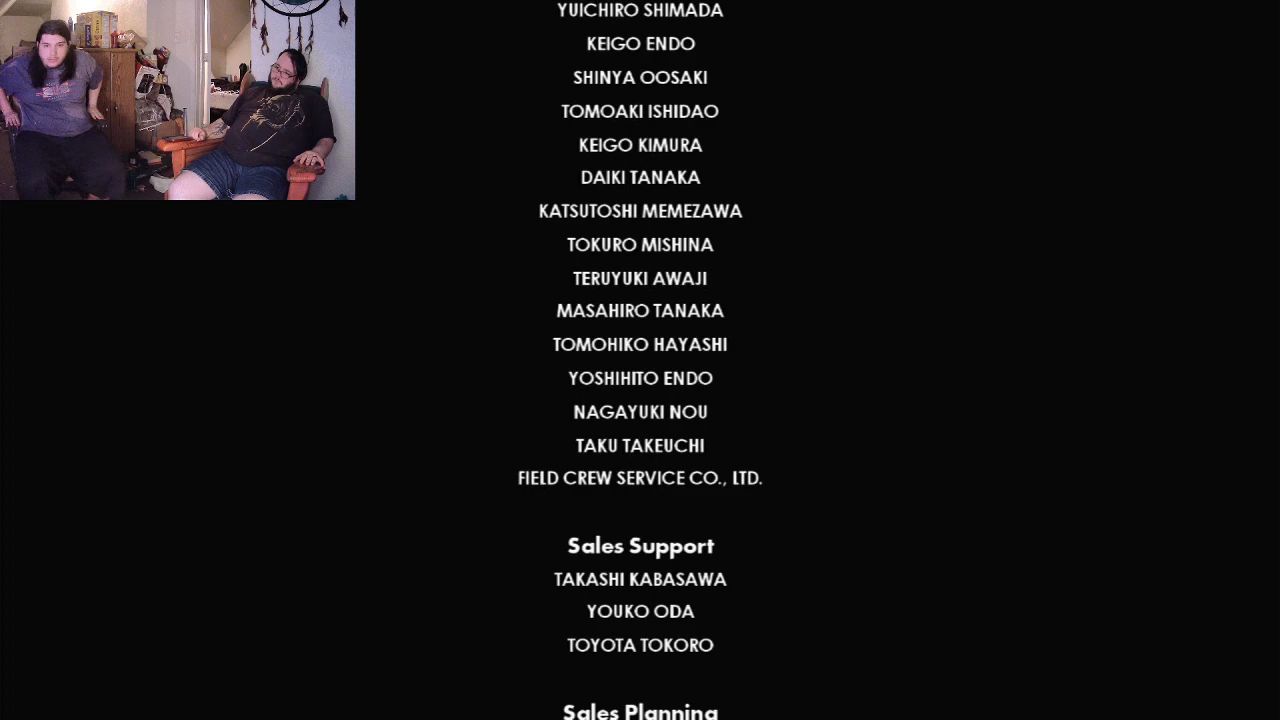 YUICHIRO SHIMADA
KEIGO ENDO
SHINYA OOSAKI
TOMOAKI ISHIDAO
KEIGO KIMURA
DAIKI TANAKA
KATSUTOSHI MEMEZAWA
TOKURO MISHINA
TERUYUKI AWAJI
MASAHIRO TANAKA
TOMOHIKO HAYASHI
YOSHIHITO ENDO
NAGAYUKI NOU
TAKU TAKEUCHI
FIELD CREW SERVICE CO., LTD.
Sales Support
TAKASHI KABASAWA
YOUKO ODA
TOYOTA TOKORO
Sales Planning